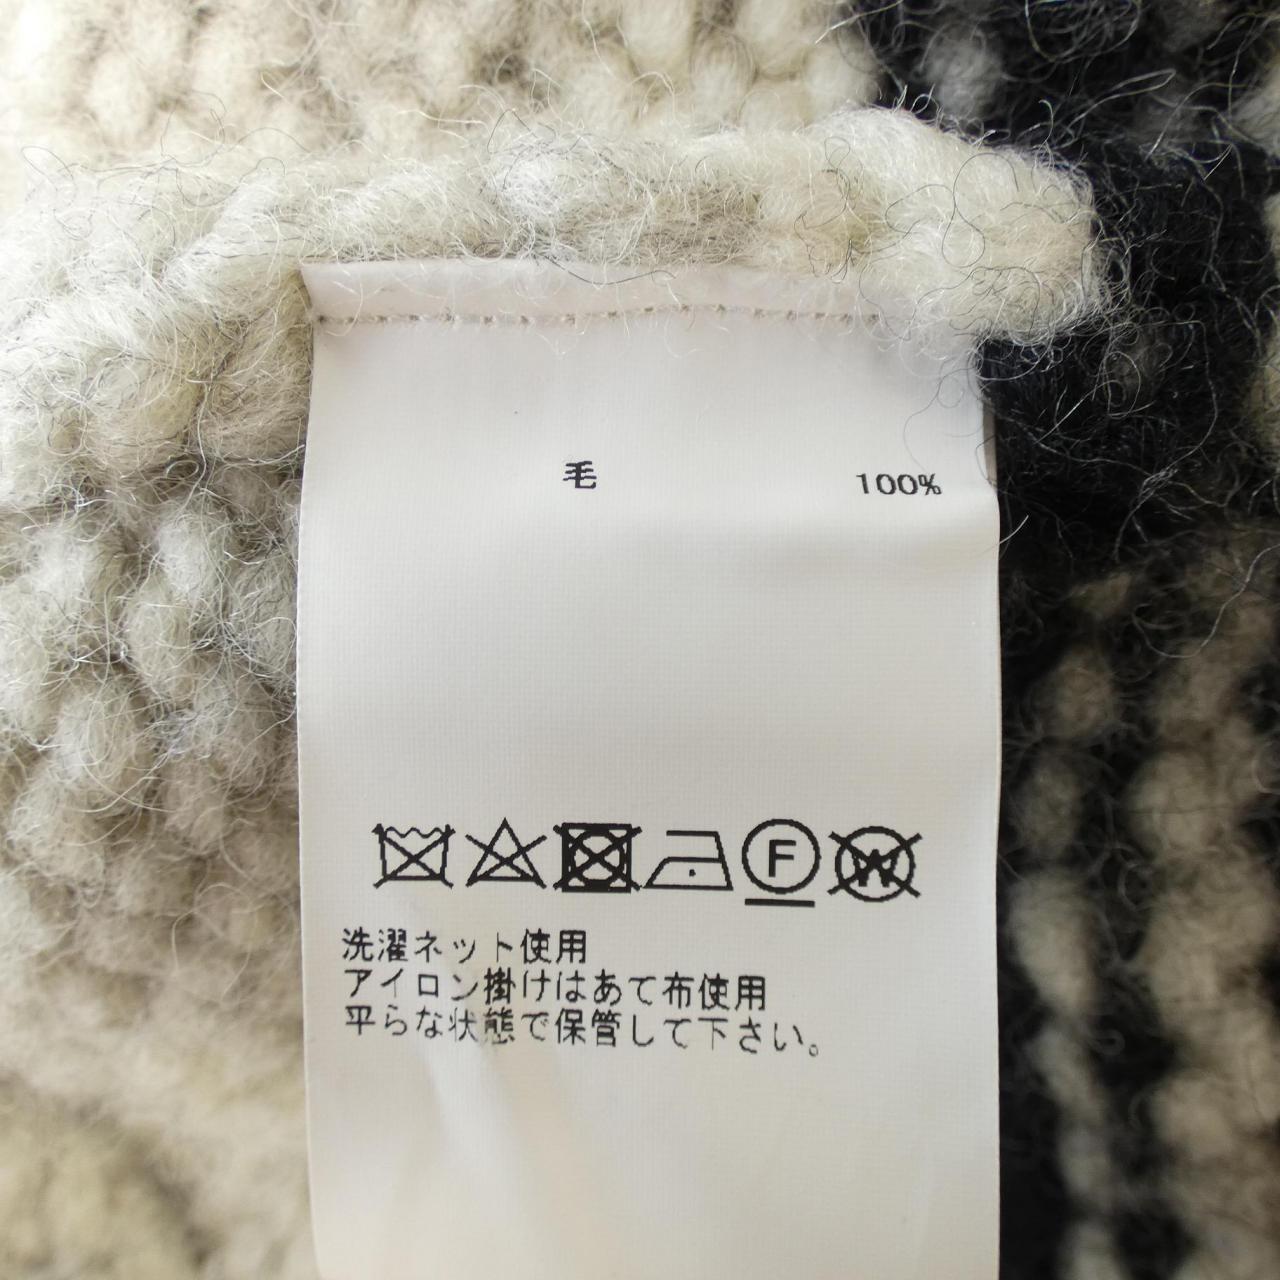 毛 100%
F W
洗濯ネット使用
アイロン掛けはあて布使用
平らな状態で保管して下さい。